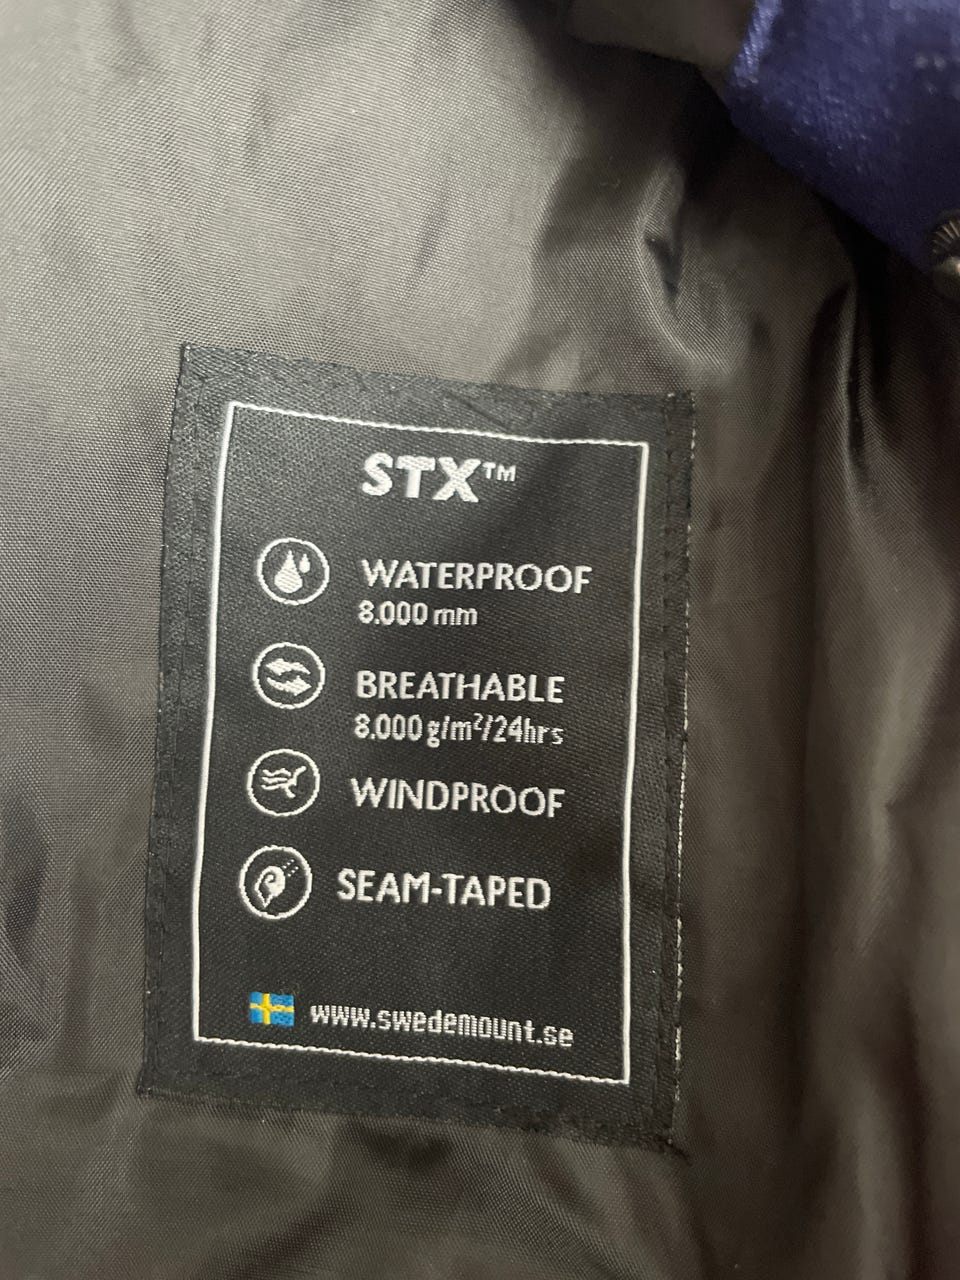 STX™
WATERPROOF
8.000 mm
BREATHABLE
8.000 g/m²/24hrs
WINDPROOF
SEAM-TAPED
www.swedemount.se